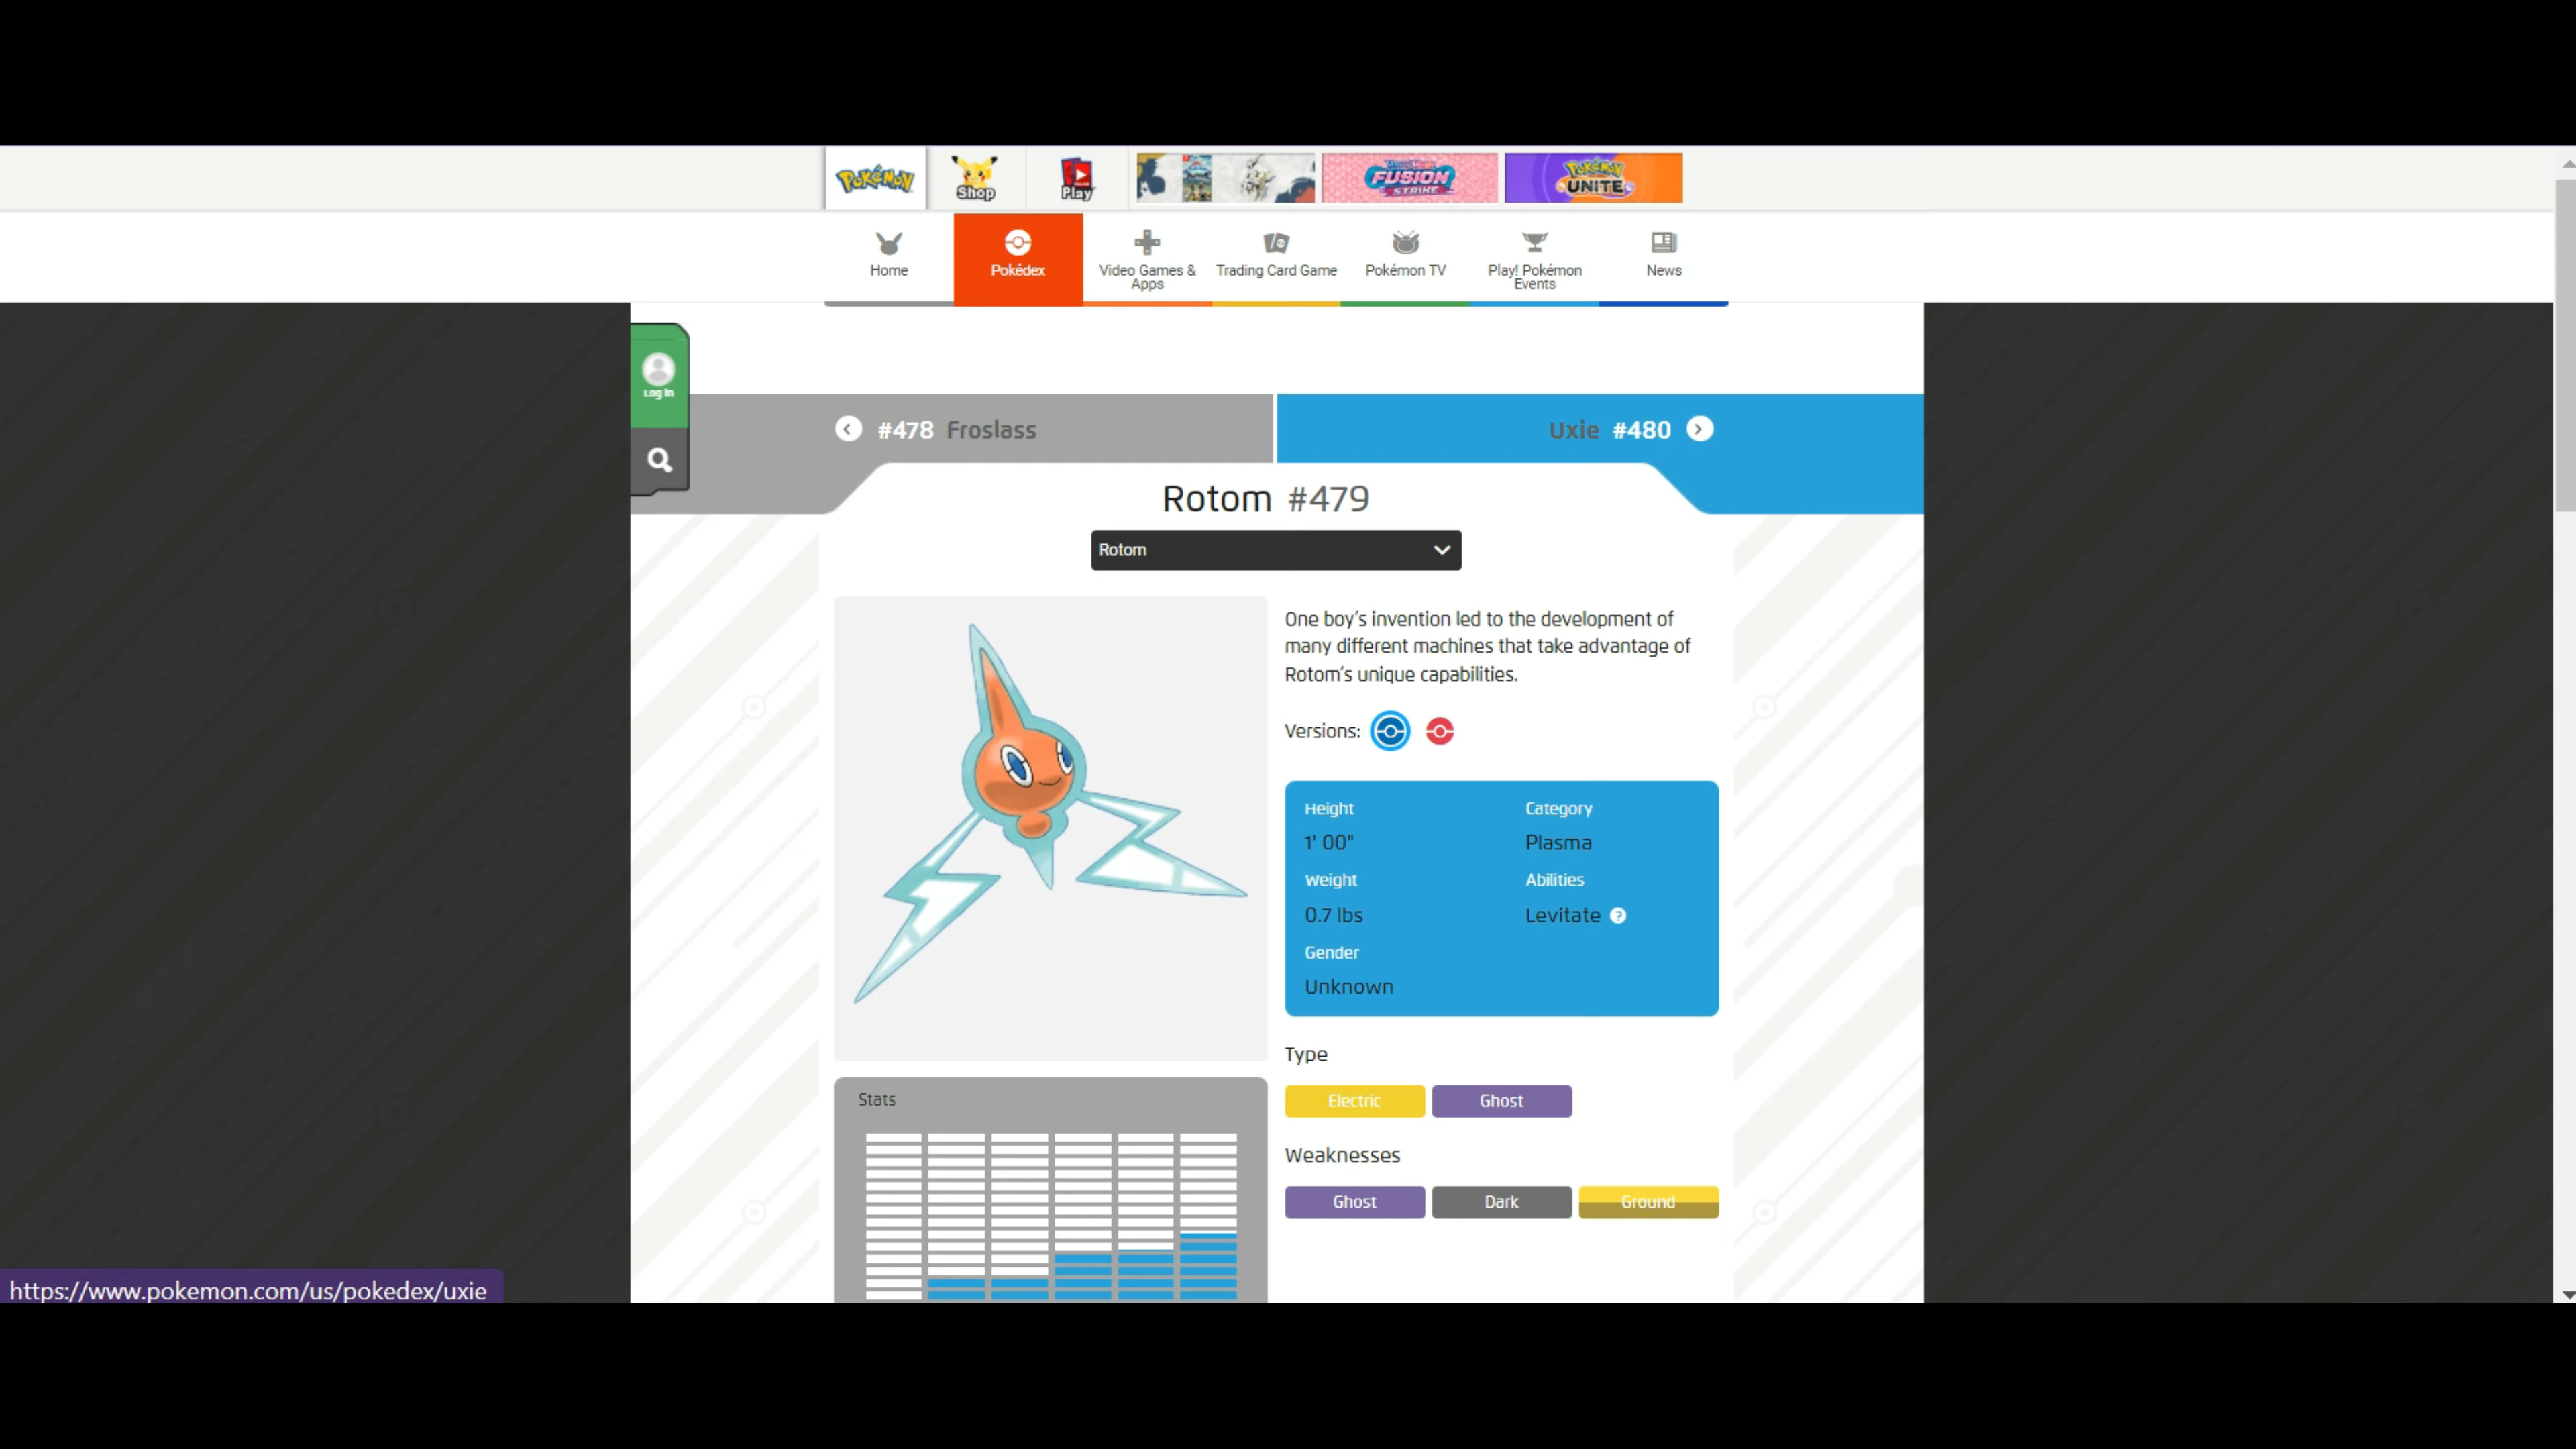 Pokémon
Shop
Play
FUSION
STRIKE
POKÉMON
UNITE
Home
Pokédex
Video Games &
Apps
Trading Card Game
Pokémon TV
Play! Pokémon
Events
News
Log In
#478 Froslass
Uxie #480
Rotom #479
Rotom
One boy's invention led to the development of
many different machines that take advantage of
Rotom's unique capabilities.
Versions:
Height
Category
1' 00"
Plasma
Weight
Abilities
0.7 lbs
Levitate ?
Gender
Unknown
Type
Electric Ghost
Stats
Weaknesses
Ghost Dark Ground
https://www.pokemon.com/us/pokedex/uxie